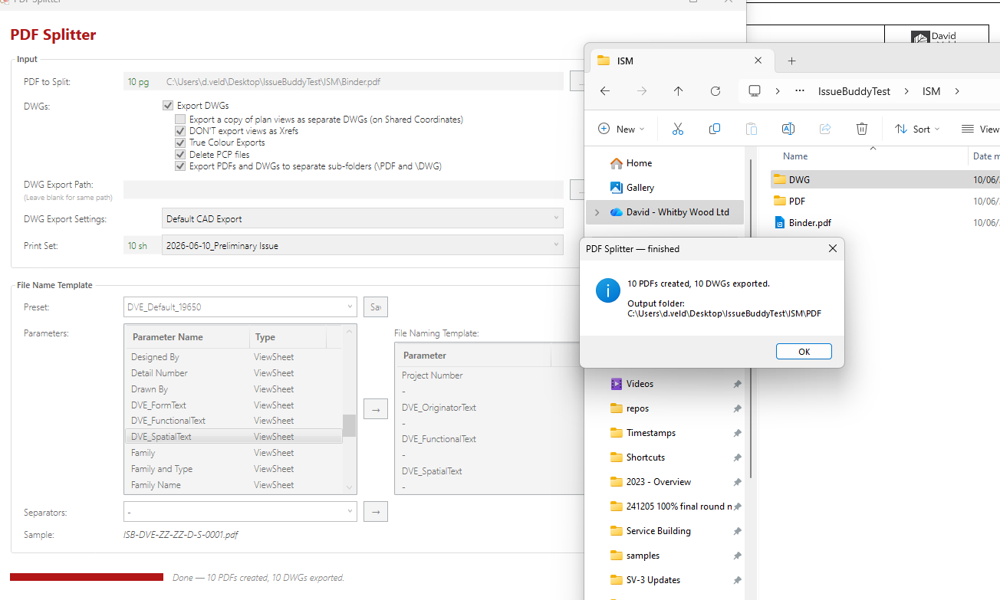 PDF Splitter
PDF Splitter
Input
PDF to Split:
10 pg
C:\Users\d.veld\Desktop\IssueBuddyTest\ISM\Binder.pdf
...
DWGs:
Export DWGs
Export a copy of plan views as separate DWGs (on Shared Coordinates)
DON'T export views as Xrefs
True Colour Exports
Delete PCP files
Export PDFs and DWGs to separate sub-folders (\PDF and \DWG)
DWG Export Path:
(Leave blank for same path)
...
DWG Export Settings:
Default CAD Export
Print Set:
10 sh
2026-06-10_Preliminary Issue
File Name Template
Preset:
DVE_Default_19650
Sav
Parameters:
Parameter Name
Type
Designed By
ViewSheet
Detail Number
ViewSheet
Drawn By
ViewSheet
DVE_FormText
ViewSheet
DVE_FunctionalText
ViewSheet
DVE_SpatialText
ViewSheet
Family
ViewSheet
Family and Type
ViewSheet
Family Name
ViewSheet
→
File Naming Template:
Parameter
Project Number
-
DVE_OriginatorText
-
DVE_FunctionalText
-
DVE_SpatialText
-
Separators:
-
→
Sample:
ISB-DVE-ZZ-ZZ-D-S-0001.pdf
Done — 10 PDFs created, 10 DWGs exported.
David
ISM
IssueBuddyTest
ISM
New
Sort
View
Home
Gallery
David - Whitby Wood Ltd
Name
Date m
DWG
10/06/
PDF
10/06/
Binder.pdf
10/06/
PDF Splitter — finished
10 PDFs created, 10 DWGs exported.
Output folder:
C:\Users\d.veld\Desktop\IssueBuddyTest\ISM\PDF
OK
Videos
repos
Timestamps
Shortcuts
2023 - Overview
241205 100% final round n
Service Building
samples
SV-3 Updates